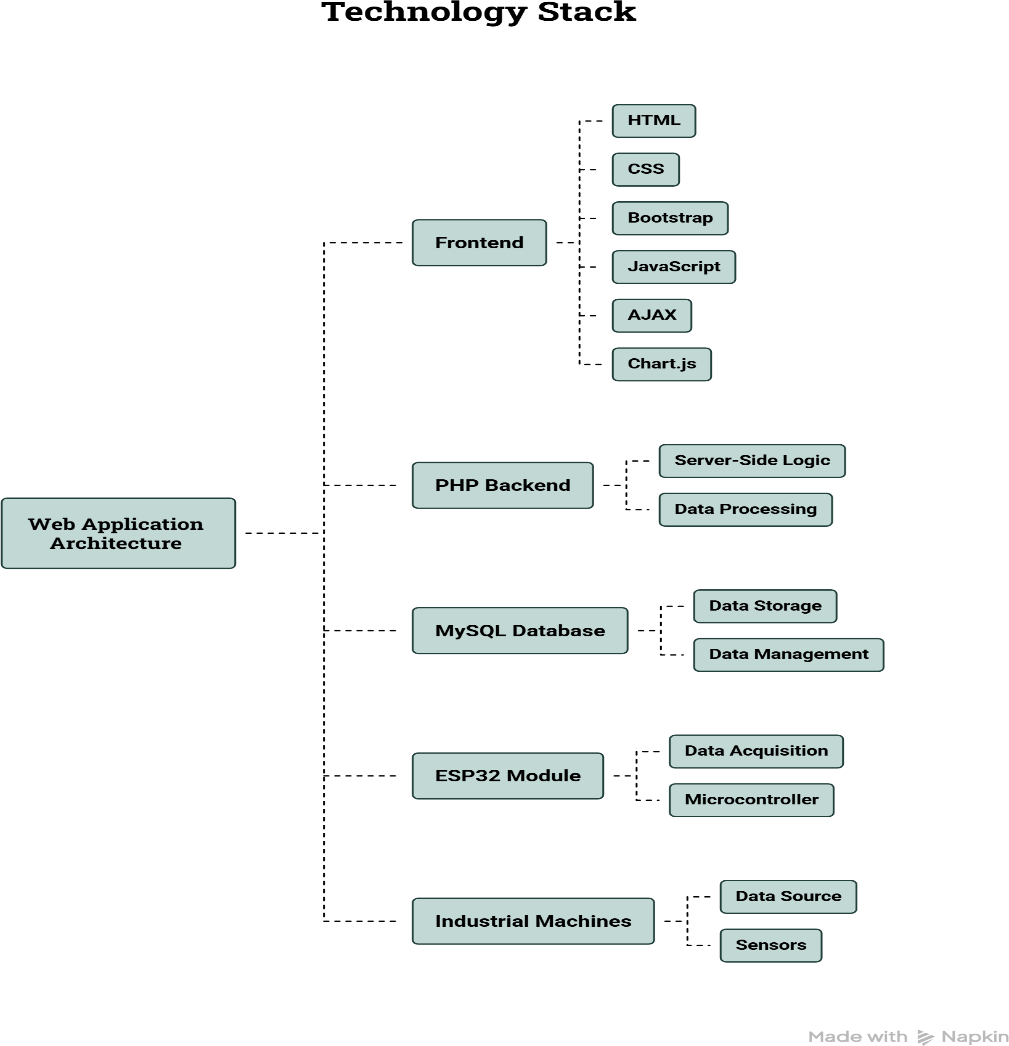 Technology Stack
HTML
CSS
Bootstrap
Frontend
JavaScript
AJAX
Chart.js
Server-Side Logic
PHP Backend
Data Processing
Web Application
Architecture
Data Storage
MySQL Database
Data Management
Data Acquisition
ESP32 Module
Microcontroller
Data Source
Industrial Machines
Sensors
Made with Napkin